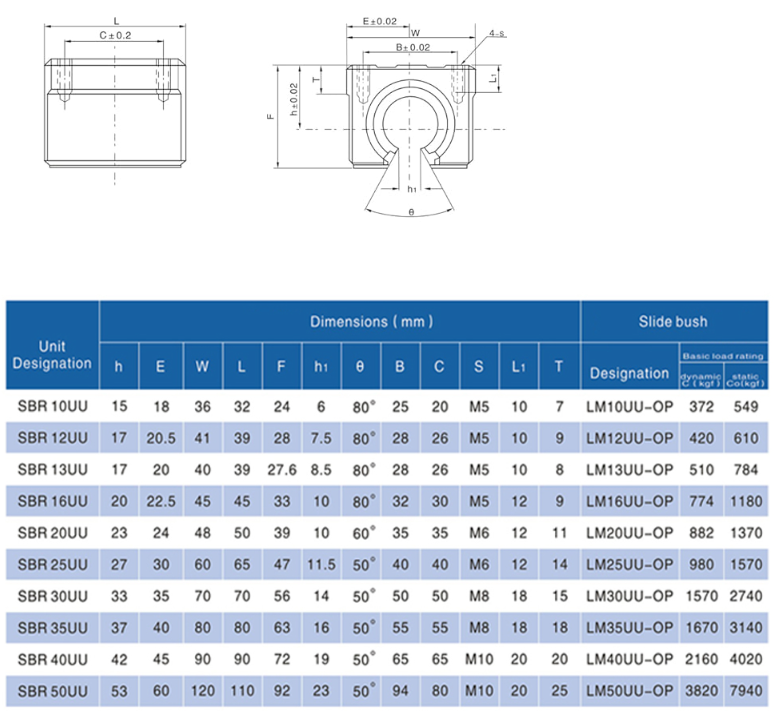 L
C±0.2
E±0.02
W
B±0.02
4-s
T
L1
h±0.02
F
h1
θ
Unit Designation
Dimensions ( mm )
Slide bush
h E W L F h1 θ B C S L1 T
Designation
Basic load rating
dynamic C ( kgf)
static Co(kgf)
SBR 10UU 15 18 36 32 24 6 80° 25 20 M5 10 7 LM10UU-OP 372 549
SBR 12UU 17 20.5 41 39 28 7.5 80° 28 26 M5 10 9 LM12UU-OP 420 610
SBR 13UU 17 20 40 39 27.6 8.5 80° 28 26 M5 10 8 LM13UU-OP 510 784
SBR 16UU 20 22.5 45 45 33 10 80° 32 30 M5 12 9 LM16UU-OP 774 1180
SBR 20UU 23 24 48 50 39 10 60° 35 35 M6 12 11 LM20UU-OP 882 1370
SBR 25UU 27 30 60 65 47 11.5 50° 40 40 M6 12 14 LM25UU-OP 980 1570
SBR 30UU 33 35 70 70 56 14 50° 50 50 M8 18 15 LM30UU-OP 1570 2740
SBR 35UU 37 40 80 80 63 16 50° 55 55 M8 18 18 LM35UU-OP 1670 3140
SBR 40UU 42 45 90 90 72 19 50° 65 65 M10 20 20 LM40UU-OP 2160 4020
SBR 50UU 53 60 120 110 92 23 50° 94 80 M10 20 25 LM50UU-OP 3820 7940